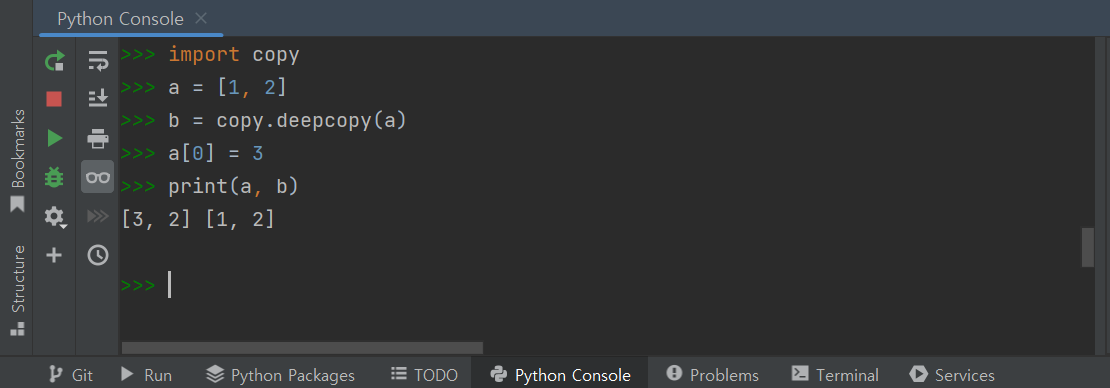 Python Console
>>> import copy
>>> a = [1, 2]
>>> b = copy.deepcopy(a)
>>> a[0] = 3
>>> print(a, b)
[3, 2] [1, 2]
>>>
Bookmarks
Structure
Git Run Python Packages TODO Python Console Problems Terminal Services